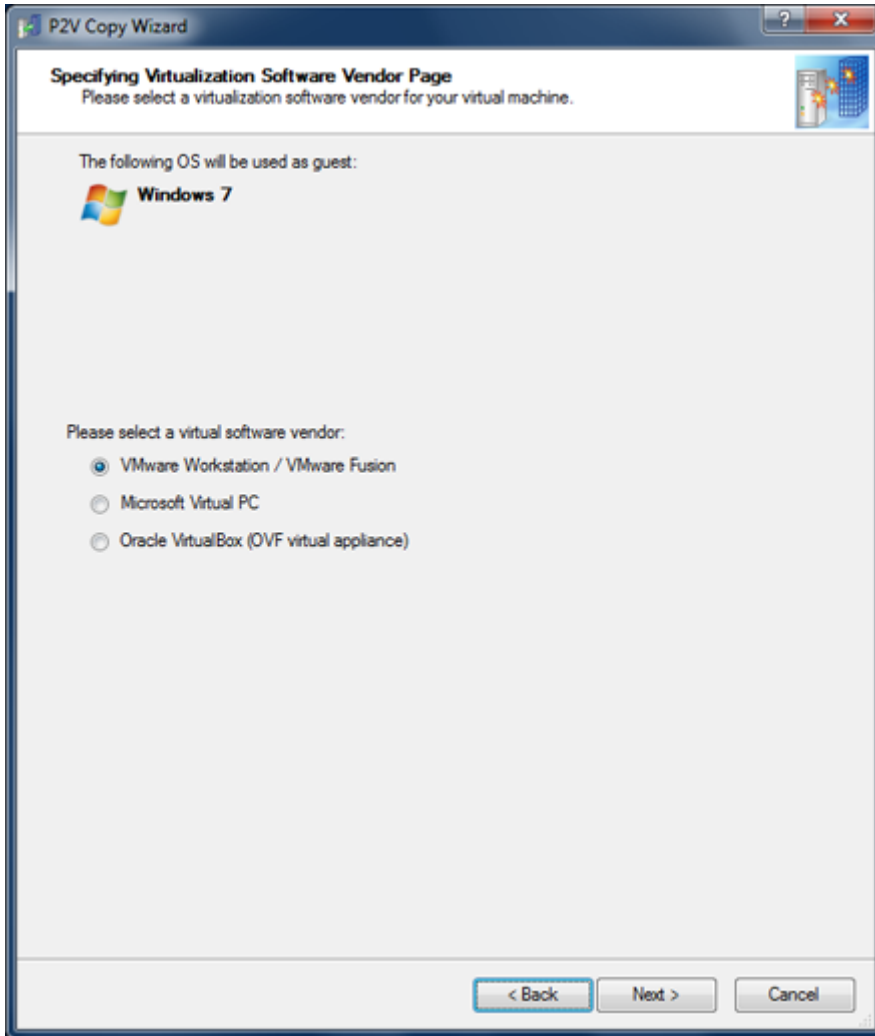 P2V Copy Wizard
?
Specifying Virtualization Software Vendor Page
Please select a virtualization software vendor for your virtual machine.
The following OS will be used as guest:
Windows 7
Please select a virtual software vendor:
VMware Workstation / VMware Fusion
Microsoft Virtual PC
Oracle VirtualBox (OVF virtual appliance)
< Back
Next >
Cancel